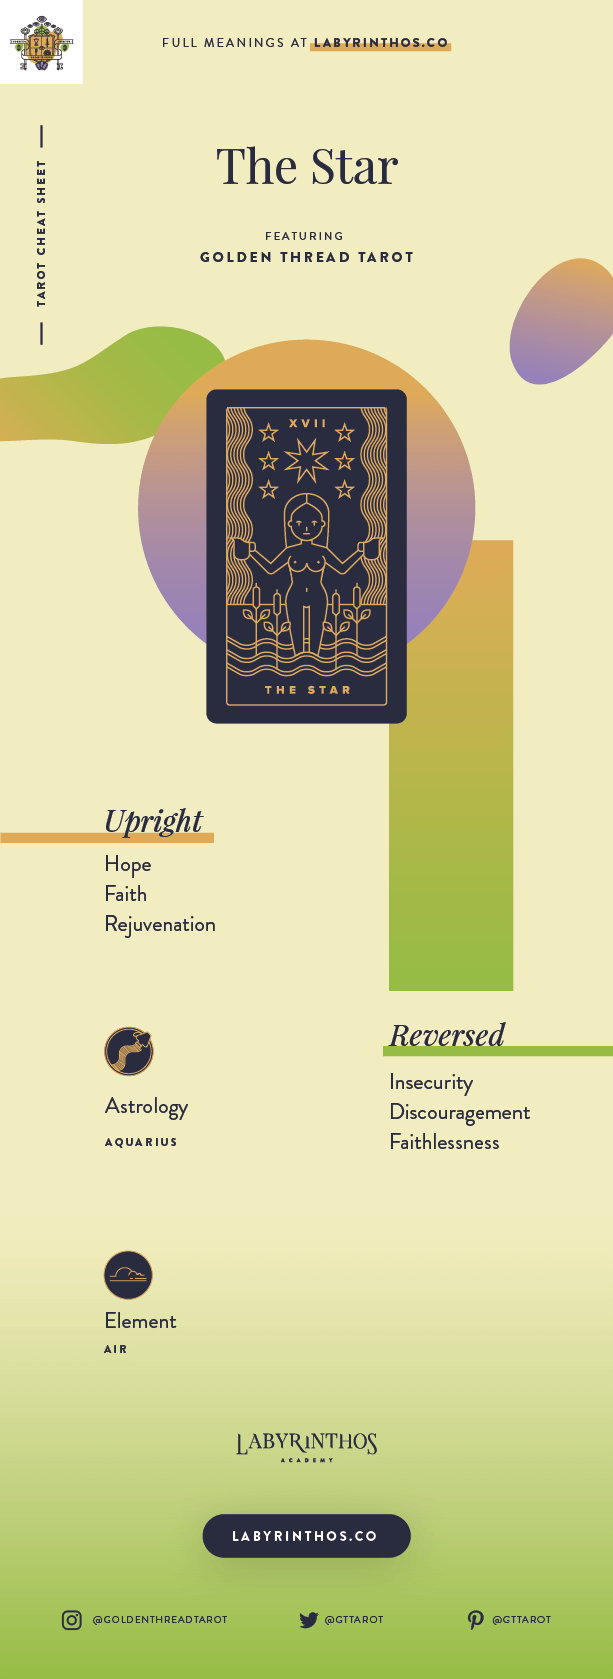 FULL MEANINGS AT LABYRINTHOS.CO
TAROT CHEAT SHEET
The Star
FEATURING
GOLDEN THREAD TAROT
XVII
THE STAR
Upright
Hope
Faith
Rejuvenation
Reversed
Insecurity
Discouragement
Faithlessness
Astrology
AQUARIUS
Element
AIR
LABYRINTHOS
ACADEMY
LABYRINTHOS.CO
@GOLDENTHREADTAROT
@GTTAROT
@GTTAROT